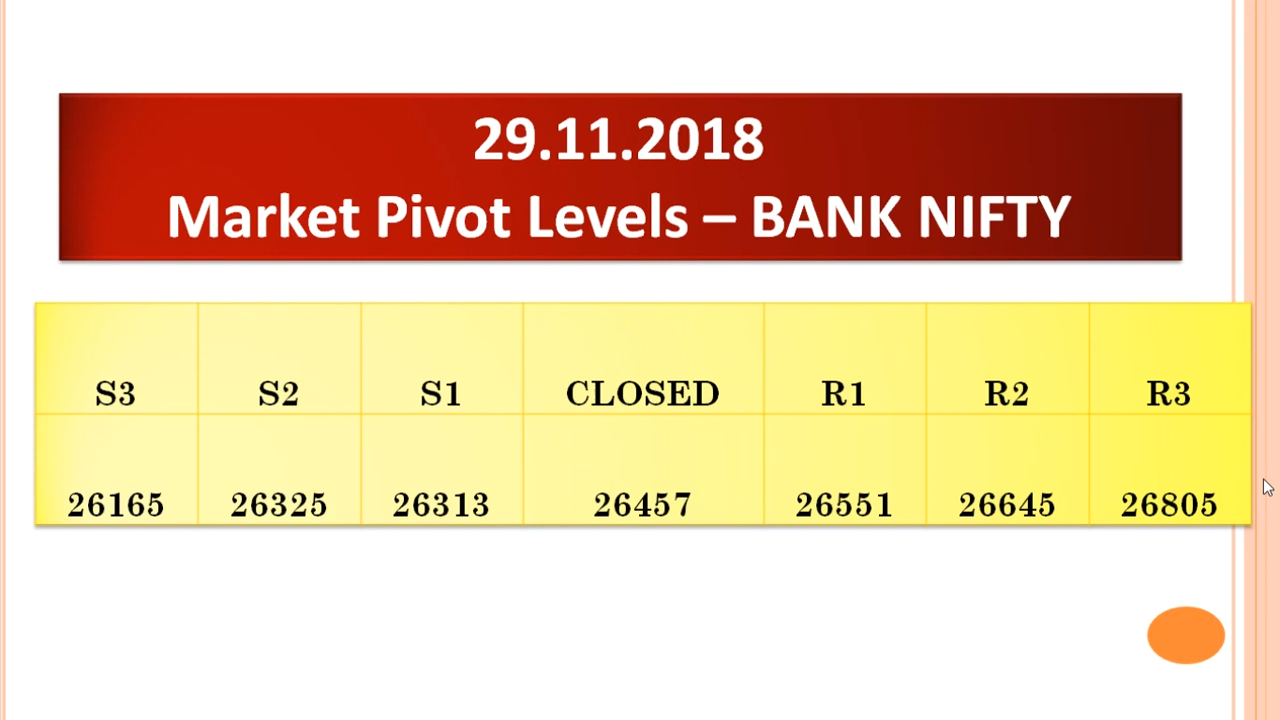 29.11.2018
Market Pivot Levels – BANK NIFTY
S3 S2 S1 CLOSED R1 R2 R3
26165 26325 26313 26457 26551 26645 26805